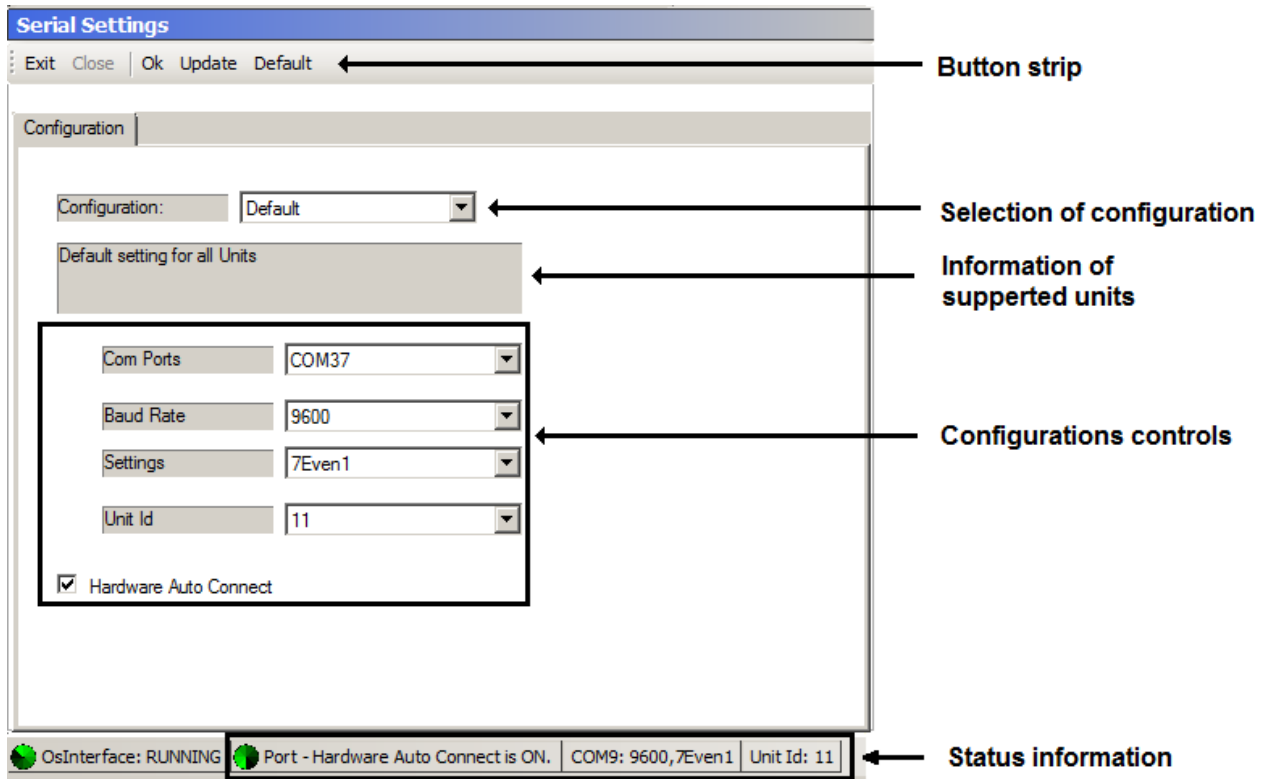 Serial Settings
Exit Close Ok Update Default
Button strip
Configuration
Configuration: Default
Selection of configuration
Default setting for all Units
Information of
supperted units
Com Ports COM37
Baud Rate 9600
Configurations controls
Settings 7Even1
Unit Id 11
Hardware Auto Connect
OsInterface: RUNNING Port - Hardware Auto Connect is ON. COM9: 9600,7Even1 Unit Id: 11
Status information